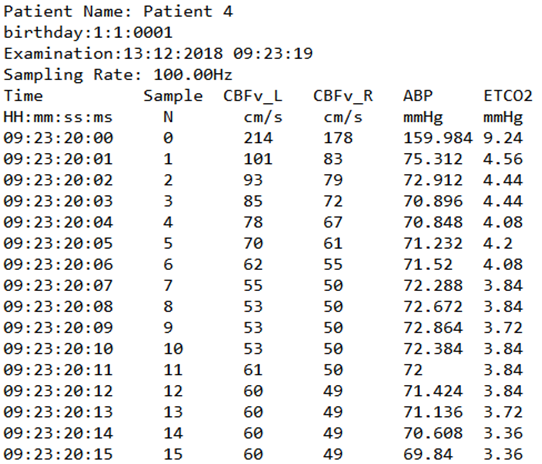 Patient Name: Patient 4
birthday:1:1:0001
Examination:13:12:2018 09:23:19
Sampling Rate: 100.00Hz
Time Sample CBFv_L CBFv_R ABP ETCO2
HH:mm:ss:ms N cm/s cm/s mmHg mmHg
09:23:20:00 0 214 178 159.984 9.24
09:23:20:01 1 101 83 75.312 4.56
09:23:20:02 2 93 79 72.912 4.44
09:23:20:03 3 85 72 70.896 4.44
09:23:20:04 4 78 67 70.848 4.08
09:23:20:05 5 70 61 71.232 4.2
09:23:20:06 6 62 55 71.52 4.08
09:23:20:07 7 55 50 72.288 3.84
09:23:20:08 8 53 50 72.672 3.84
09:23:20:09 9 53 50 72.864 3.72
09:23:20:10 10 53 50 72.384 3.84
09:23:20:11 11 61 50 72 3.84
09:23:20:12 12 60 49 71.424 3.84
09:23:20:13 13 60 49 71.136 3.72
09:23:20:14 14 60 49 70.608 3.36
09:23:20:15 15 60 49 69.84 3.36